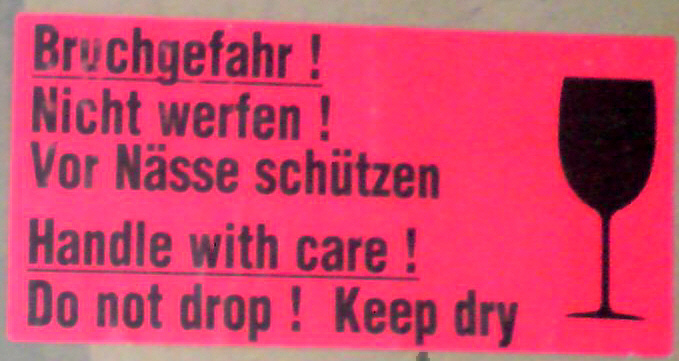 Bruchgefahr !
Nicht werfen !
Vor Nässe schützen
Handle with care !
Do not drop ! Keep dry